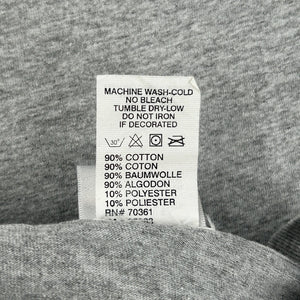 MACHINE WASH-COLD
NO BLEACH
TUMBLE DRY-LOW
DO NOT IRON
IF DECORATED
30°
90% COTTON
90% COTON
90% BAUMWOLLE
90% ALGODON
10% POLYESTER
10% POLIESTER
RN# 70361